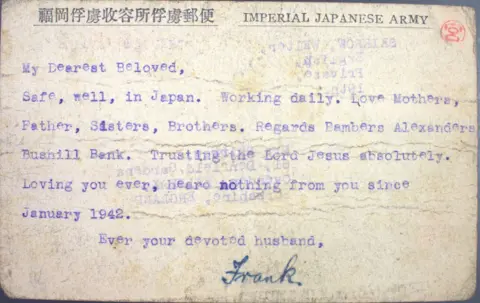 福岡俘虜收容所俘虜郵便 IMPERIAL JAPANESE ARMY
My Dearest Beloved,
Safe, well, in Japan. Working daily. Love Mothers,
Father, Sisters, Brothers. Regards Bambers Alexanders
Bushill Bank. Trusting the Lord Jesus absolutely.
Loving you ever, heard nothing from you since
January 1942.
Ever your devoted husband,
Frank.